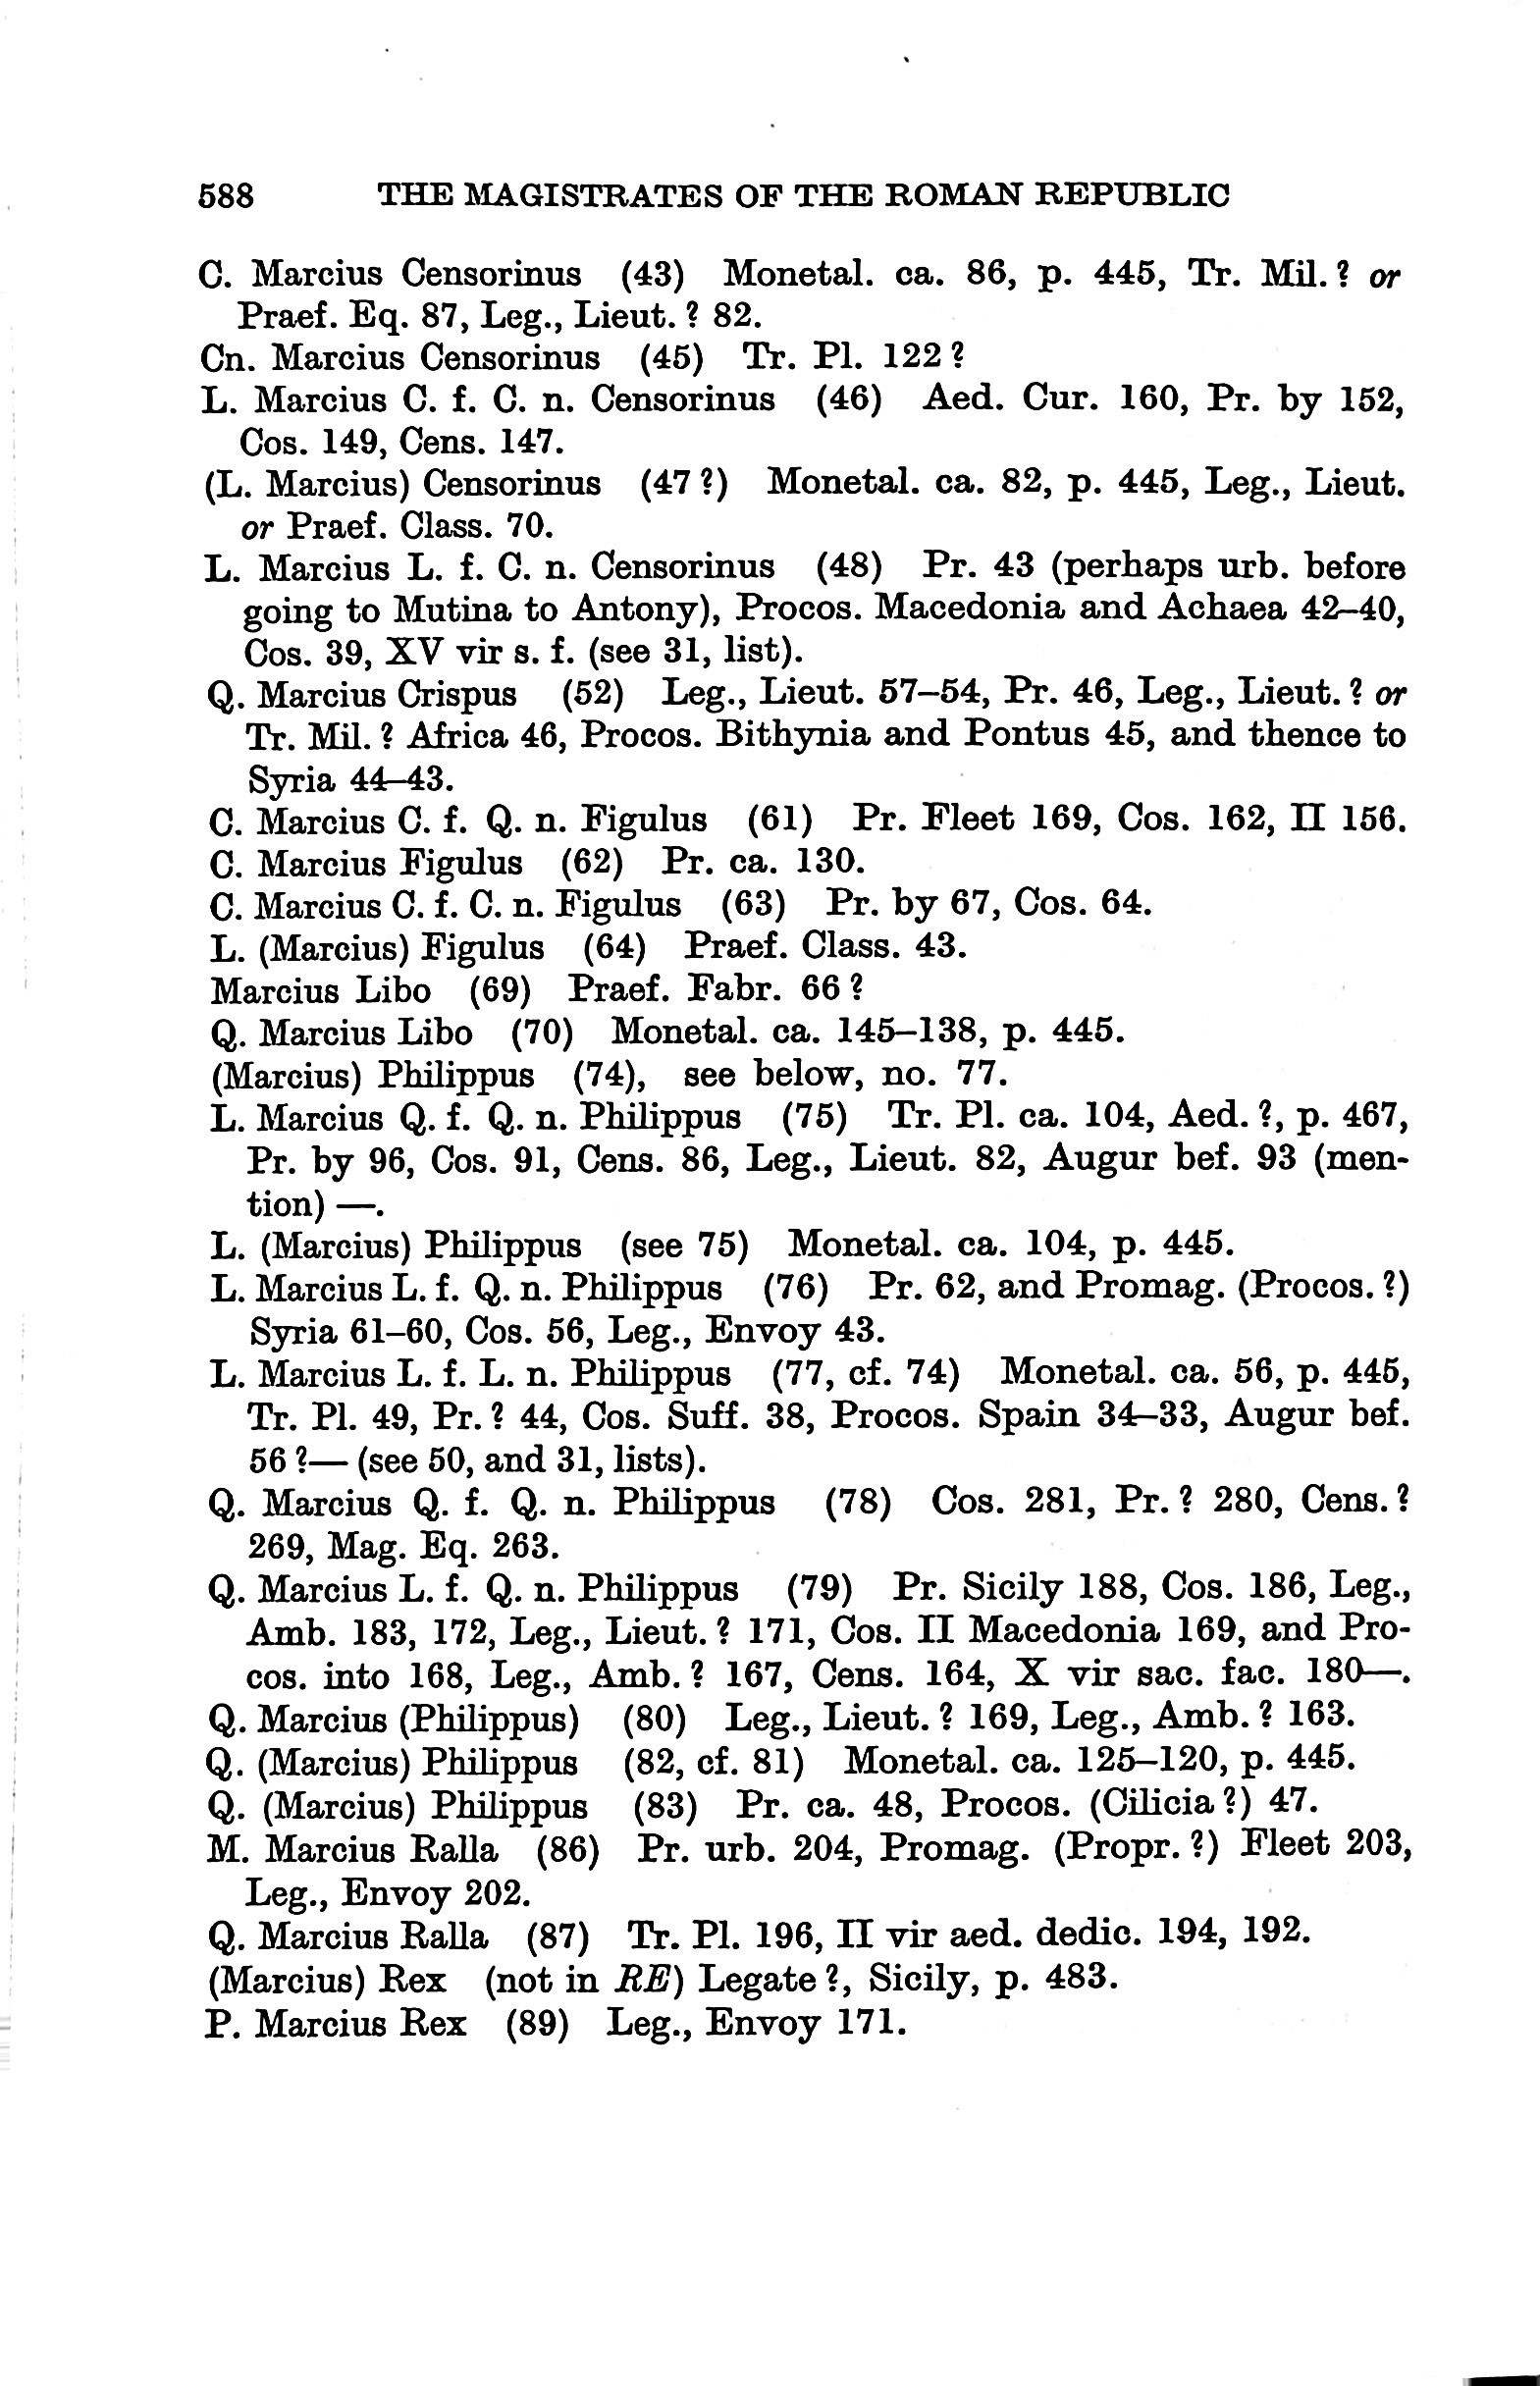 588 THE MAGISTRATES OF THE ROMAN REPUBLIC
C. Marcius Censorinus (43) Monetal. ca. 86, p. 445, Tr. Mil. ? or
Praef. Eq. 87, Leg., Lieut. ? 82.
Cn. Marcius Censorinus (45) Tr. Pl. 122 ?
L. Marcius C. f. C. n. Censorinus (46) Aed. Cur. 160, Pr. by 152,
Cos. 149, Cens. 147.
(L. Marcius) Censorinus (47 ?) Monetal. ca. 82, p. 445, Leg., Lieut.
or Praef. Class. 70.
L. Marcius L. f. C. n. Censorinus (48) Pr. 43 (perhaps urb. before
going to Mutina to Antony), Procos. Macedonia and Achaea 42–40,
Cos. 39, XV vir s. f. (see 31, list).
Q. Marcius Crispus (52) Leg., Lieut. 57–54, Pr. 46, Leg., Lieut. ? or
Tr. Mil. ? Africa 46, Procos. Bithynia and Pontus 45, and thence to
Syria 44–43.
C. Marcius C. f. Q. n. Figulus (61) Pr. Fleet 169, Cos. 162, II 156.
C. Marcius Figulus (62) Pr. ca. 130.
C. Marcius C. f. C. n. Figulus (63) Pr. by 67, Cos. 64.
L. (Marcius) Figulus (64) Praef. Class. 43.
Marcius Libo (69) Praef. Fabr. 66 ?
Q. Marcius Libo (70) Monetal. ca. 145–138, p. 445.
(Marcius) Philippus (74), see below, no. 77.
L. Marcius Q. f. Q. n. Philippus (75) Tr. Pl. ca. 104, Aed. ?, p. 467,
Pr. by 96, Cos. 91, Cens. 86, Leg., Lieut. 82, Augur bef. 93 (men-
tion) —.
L. (Marcius) Philippus (see 75) Monetal. ca. 104, p. 445.
L. Marcius L. f. Q. n. Philippus (76) Pr. 62, and Promag. (Procos. ?)
Syria 61–60, Cos. 56, Leg., Envoy 43.
L. Marcius L. f. L. n. Philippus (77, cf. 74) Monetal. ca. 56, p. 445,
Tr. Pl. 49, Pr. ? 44, Cos. Suff. 38, Procos. Spain 34–33, Augur bef.
56 ?— (see 50, and 31, lists).
Q. Marcius Q. f. Q. n. Philippus (78) Cos. 281, Pr. ? 280, Cens. ?
269, Mag. Eq. 263.
Q. Marcius L. f. Q. n. Philippus (79) Pr. Sicily 188, Cos. 186, Leg.,
Amb. 183, 172, Leg., Lieut. ? 171, Cos. II Macedonia 169, and Pro-
cos. into 168, Leg., Amb. ? 167, Cens. 164, X vir sac. fac. 180—.
Q. Marcius (Philippus) (80) Leg., Lieut. ? 169, Leg., Amb. ? 163.
Q. (Marcius) Philippus (82, cf. 81) Monetal. ca. 125–120, p. 445.
Q. (Marcius) Philippus (83) Pr. ca. 48, Procos. (Cilicia ?) 47.
M. Marcius Ralla (86) Pr. urb. 204, Promag. (Propr. ?) Fleet 203,
Leg., Envoy 202.
Q. Marcius Ralla (87) Tr. Pl. 196, II vir aed. dedic. 194, 192.
(Marcius) Rex (not in RE) Legate ?, Sicily, p. 483.
P. Marcius Rex (89) Leg., Envoy 171.